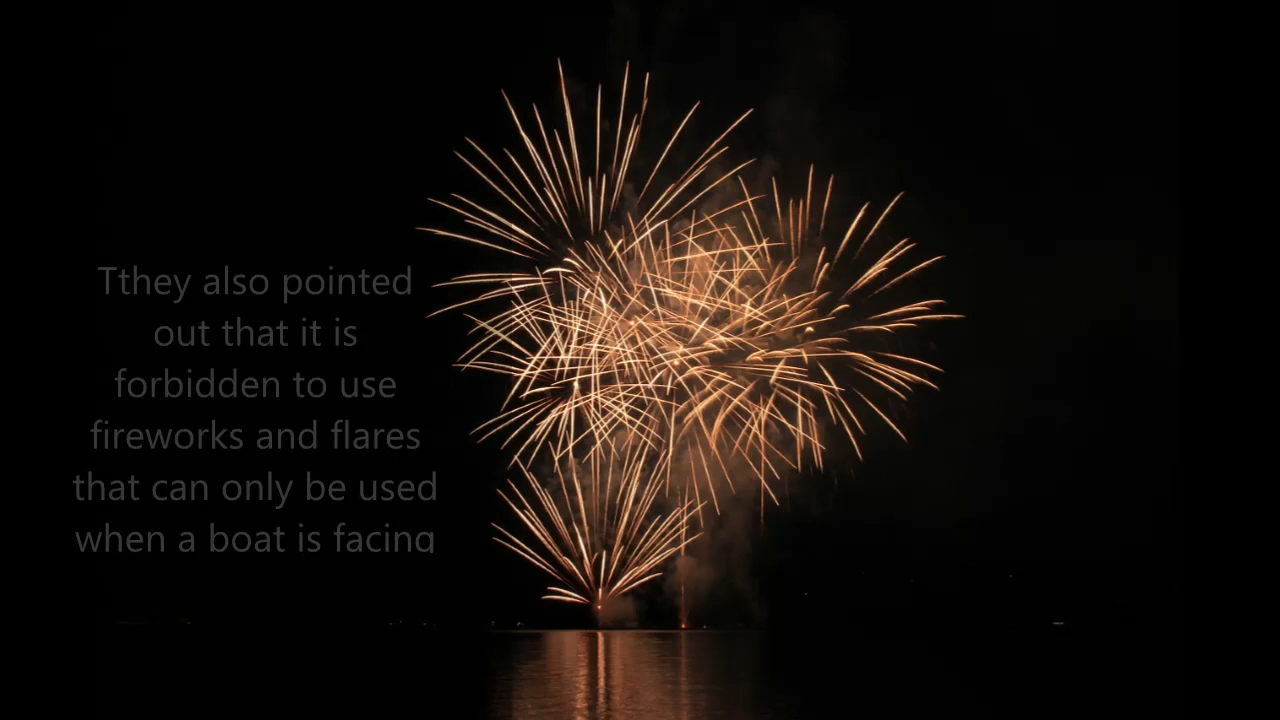 Tthey also pointed
out that it is
forbidden to use
fireworks and flares
that can only be used
when a boat is facing